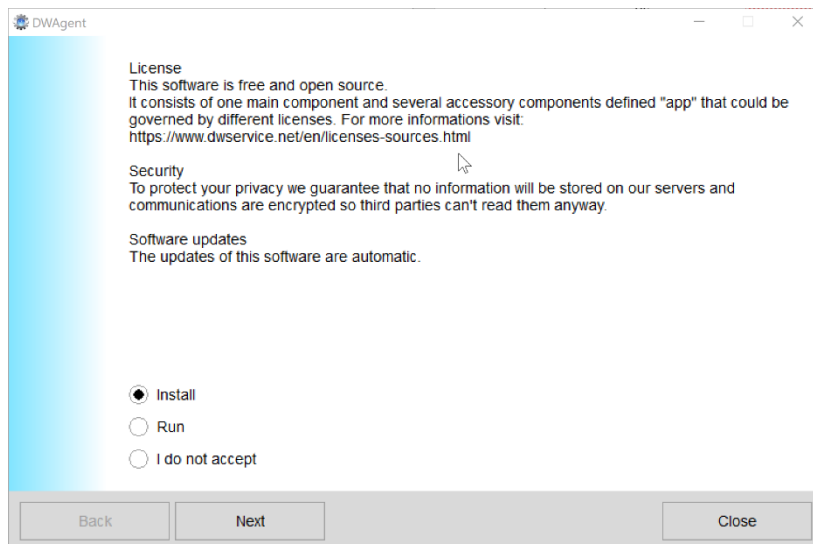 DWAgent
License
This software is free and open source.
It consists of one main component and several accessory components defined "app" that could be
governed by different licenses. For more informations visit:
https://www.dwservice.net/en/licenses-sources.html
Security
To protect your privacy we guarantee that no information will be stored on our servers and
communications are encrypted so third parties can't read them anyway.
Software updates
The updates of this software are automatic.
Install
Run
I do not accept
Back
Next
Close